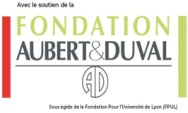 Avec le soutien de la
FONDATION
AUBERT&DUVAL
AD
Sous égide de la Fondation Pour l'Université de Lyon (FPUL)